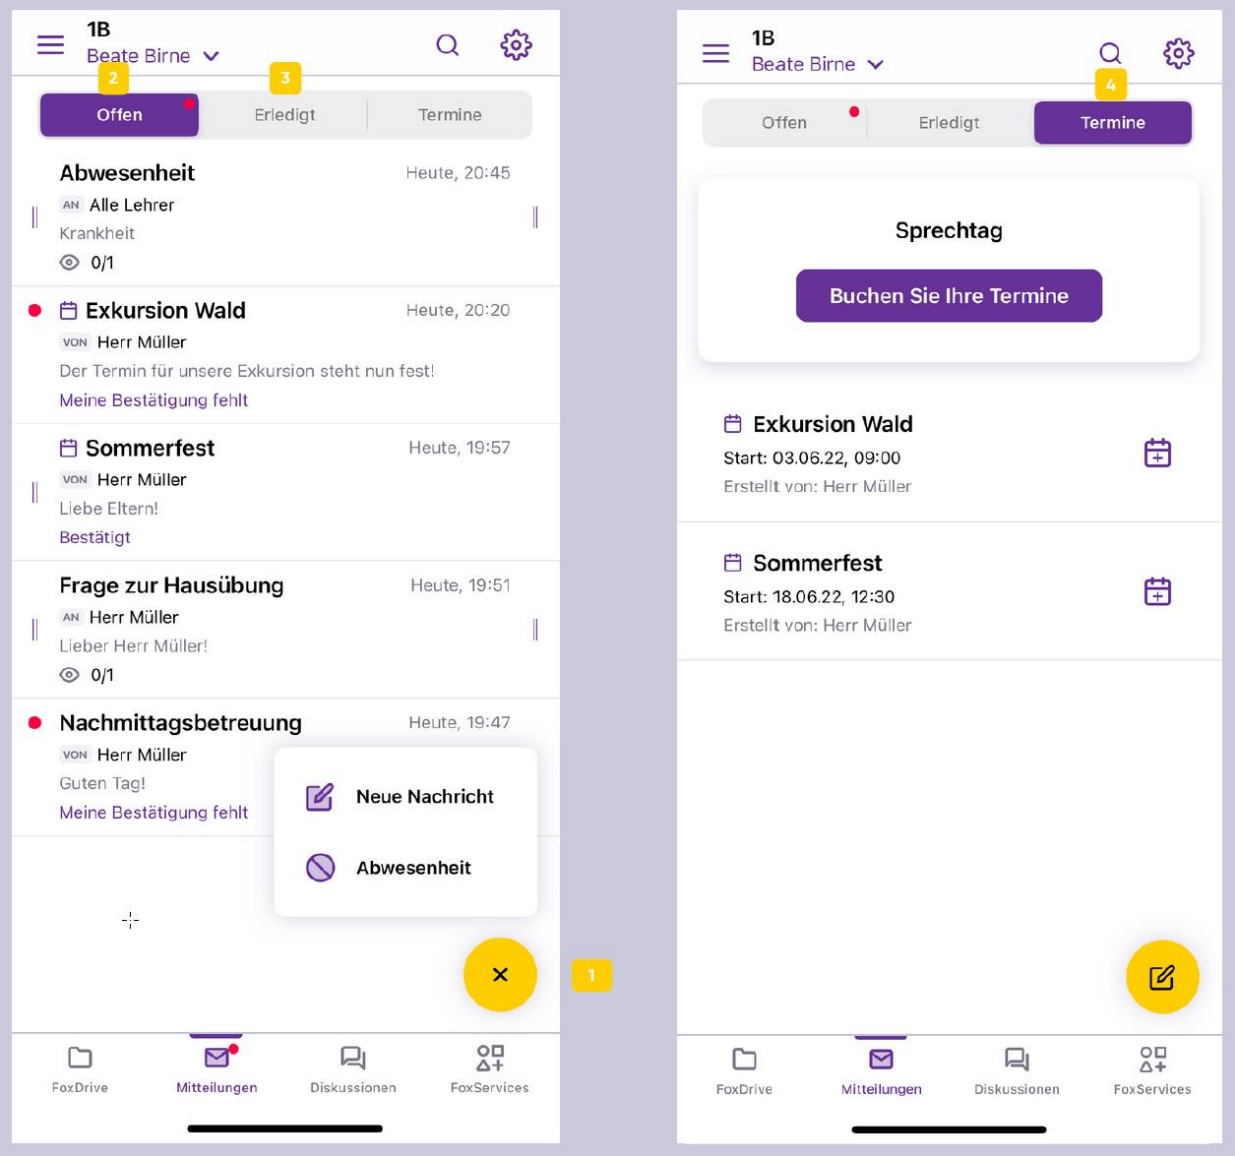 1B
Beate Birne
2
3
Offen
Erledigt
Termine
Abwesenheit
Heute, 20:45
AN Alle Lehrer
Krankheit
0/1
Exkursion Wald
Heute, 20:20
VON Herr Müller
Der Termin für unsere Exkursion steht nun fest!
Meine Bestätigung fehlt
Sommerfest
Heute, 19:57
VON Herr Müller
Liebe Eltern!
Bestätigt
Frage zur Hausübung
Heute, 19:51
AN Herr Müller
Lieber Herr Müller!
0/1
Nachmittagsbetreuung
Heute, 19:47
VON Herr Müller
Guten Tag!
Meine Bestätigung fehlt
Neue Nachricht
Abwesenheit
1
FoxDrive
Mitteilungen
Diskussionen
FoxServices
1B
Beate Birne
4
Offen
Erledigt
Termine
Sprechtag
Buchen Sie Ihre Termine
Exkursion Wald
Start: 03.06.22, 09:00
Erstellt von: Herr Müller
Sommerfest
Start: 18.06.22, 12:30
Erstellt von: Herr Müller
FoxDrive
Mitteilungen
Diskussionen
FoxServices